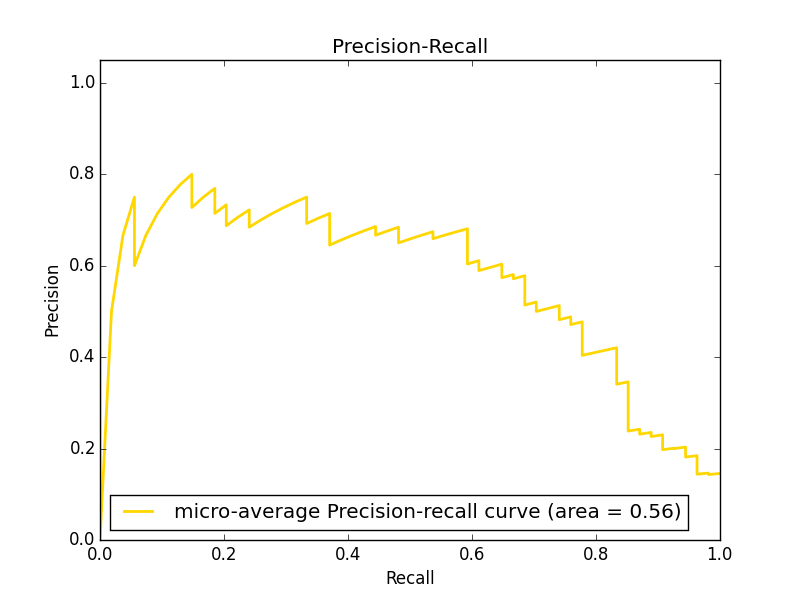 Precision-Recall
1.0
0.8
0.6
0.4
0.2
0.0
Precision
micro-average Precision-recall curve (area = 0.56)
0.0 0.2 0.4 0.6 0.8 1.0
Recall